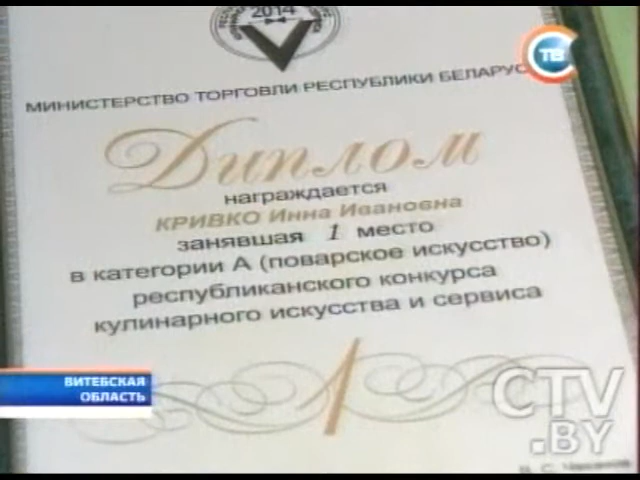 2014
СТВ
МИНИСТЕРСТВО ТОРГОВЛИ РЕСПУБЛИКИ БЕЛАРУСЬ
Диплом
награждается
КРИВКО Инна Ивановна
занявшая 1 место
в категории А (поварское искусство)
республиканского конкурса
кулинарного искусства и сервиса
1
ВИТЕБСКАЯ
ОБЛАСТЬ
CTV
.BY